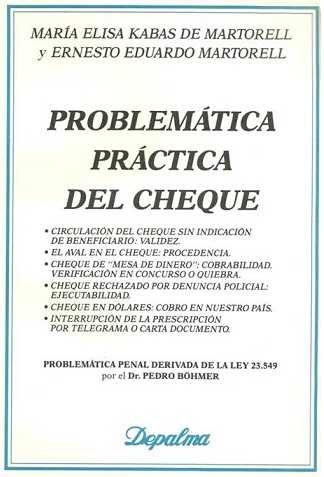 MARÍA ELISA KABAS DE MARTORELL
y ERNESTO EDUARDO MARTORELL
PROBLEMÁTICA
PRÁCTICA
DEL CHEQUE
• CIRCULACIÓN DEL CHEQUE SIN INDICACIÓN
DE BENEFICIARIO: VALIDEZ.
• EL AVAL EN EL CHEQUE: PROCEDENCIA.
• CHEQUE DE "MESA DE DINERO": COBRABILIDAD.
VERIFICACIÓN EN CONCURSO O QUIEBRA.
• CHEQUE RECHAZADO POR DENUNCIA POLICIAL:
EJECUTABILIDAD.
• CHEQUE EN DÓLARES: COBRO EN NUESTRO PAÍS.
• INTERRUPCIÓN DE LA PRESCRIPCIÓN
POR TELEGRAMA O CARTA DOCUMENTO.
PROBLEMÁTICA PENAL DERIVADA DE LA LEY 23.549
por el Dr. PEDRO BÖHMER
Depalma